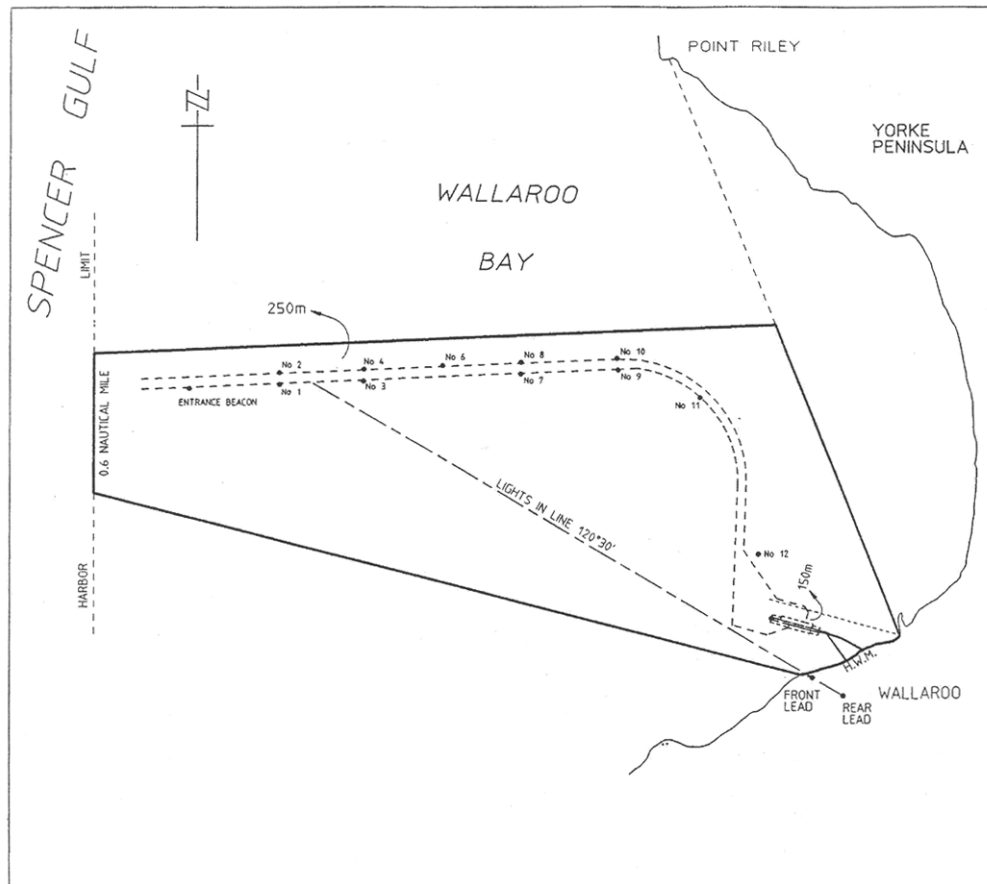 POINT RILEY
SPENCER GULF
N
YORKE
PENINSULA
WALLAROO
BAY
LIMIT
250m
No 2
No 4
No 6
No 8
No 10
No 1
No 3
No 7
No 9
ENTRANCE BEACON
No 11
0.6 NAUTICAL MILE
LIGHTS IN LINE 120°30'
No 12
150m
HARBOR
H.W.M.
FRONT
LEAD
REAR
LEAD
WALLAROO